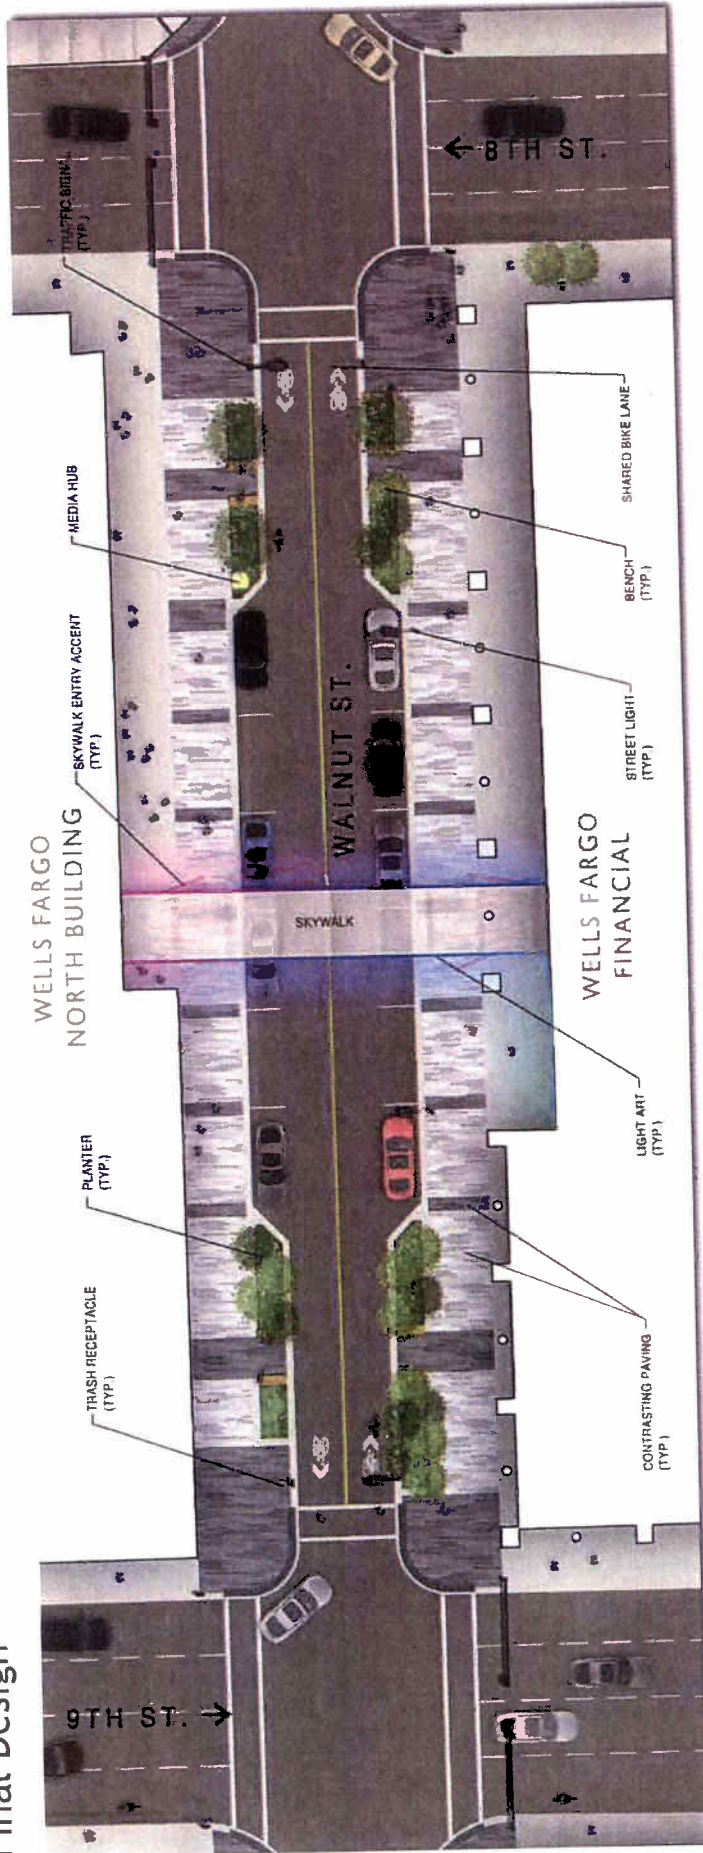 Final Design
TRAFFIC SIGNAL
(TYP.)
← 8TH ST.
MEDIA HUB
SKYWALK ENTRY ACCENT
(TYP.)
SHARED BIKE LANE
BENCH
(TYP.)
STREET LIGHT
(TYP.)
WALNUT ST.
WELLS FARGO
NORTH BUILDING
SKYWALK
WELLS FARGO
FINANCIAL
LIGHT ART
(TYP.)
PLANTER
(TYP.)
TRASH RECEPTACLE
(TYP.)
CONTRASTING PAVING
(TYP.)
9TH ST. →